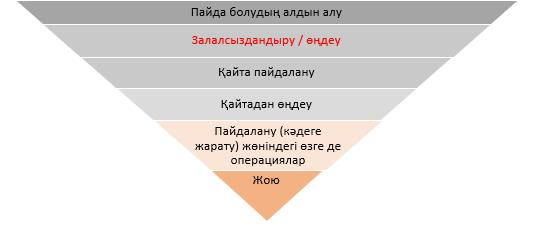 Пайда болудың алдын алу
Залалсыздандыру / өңдеу
Қайта пайдалану
Қайтадан өңдеу
Пайдалану (кәдеге
жарату) жөніндегі өзге де
операциялар
Жою